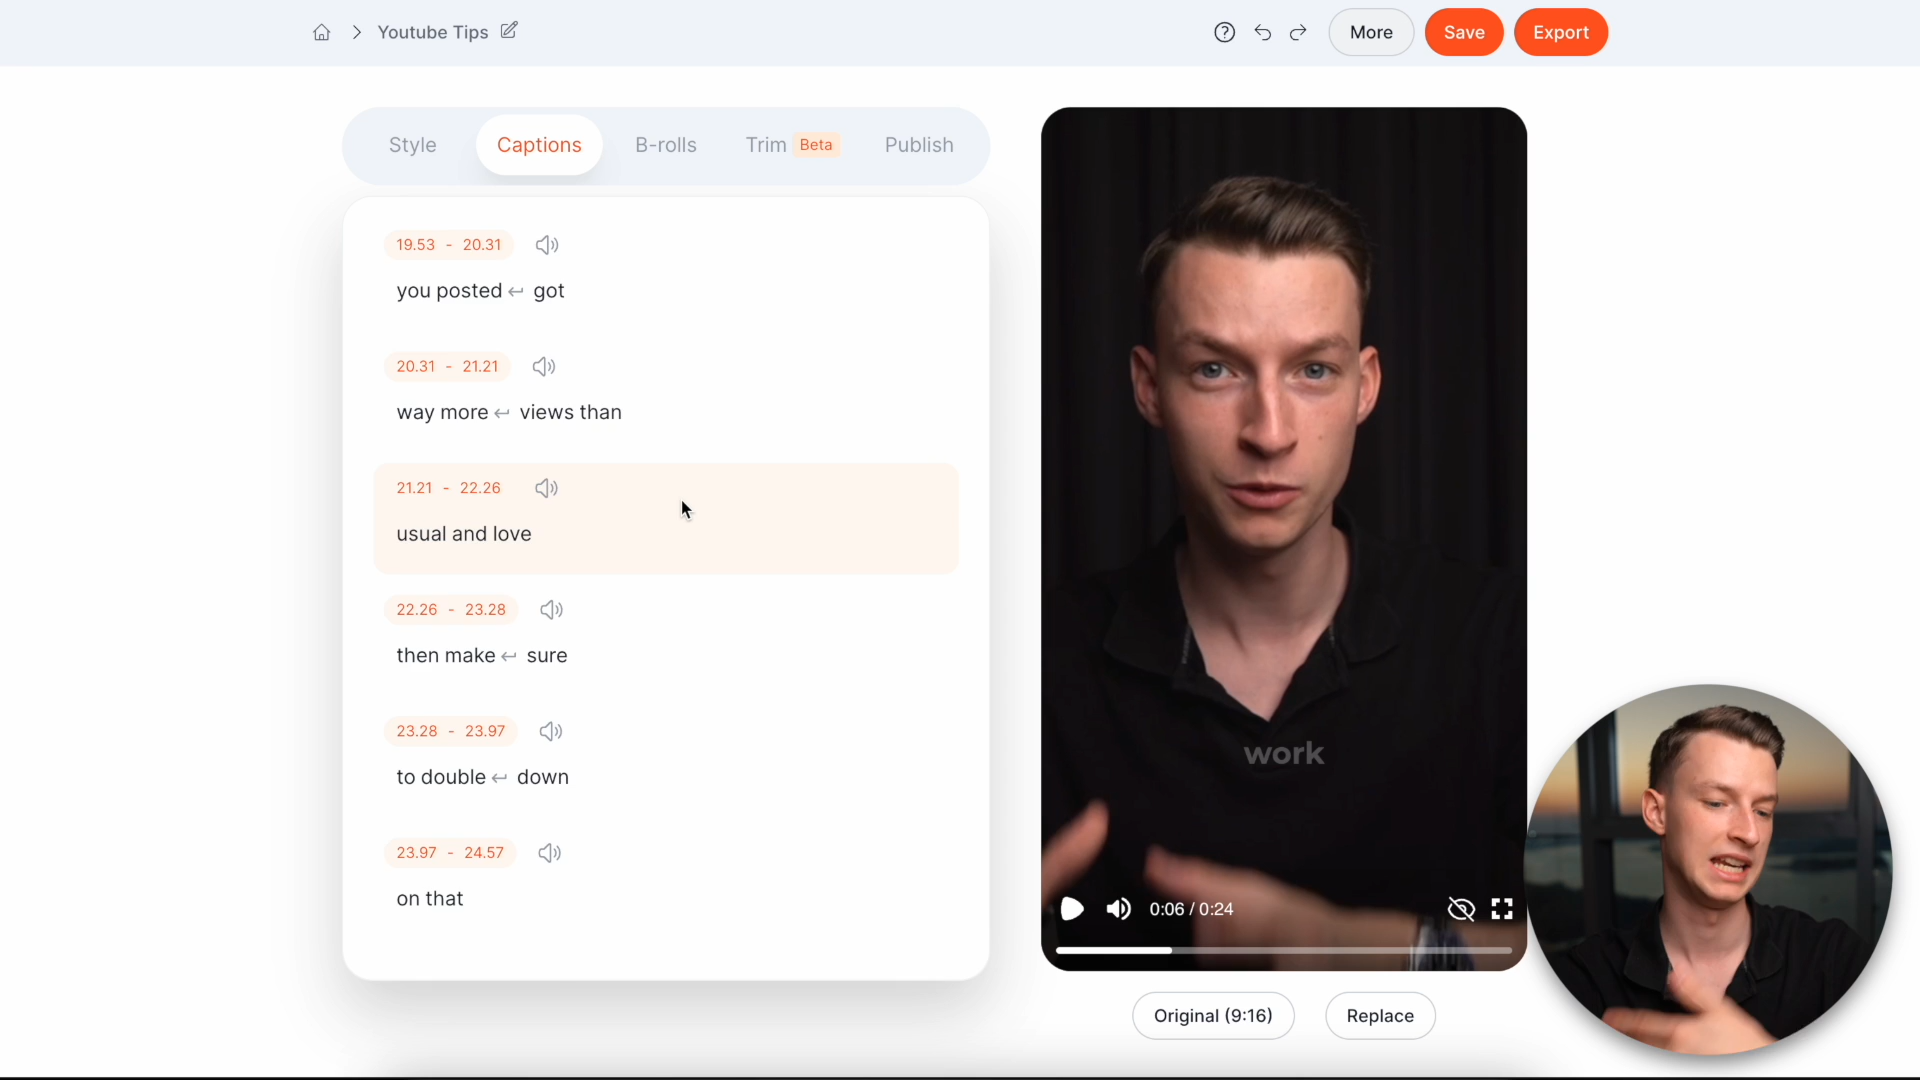 Youtube Tips
More
Save
Export
Style
Captions
B-rolls
Trim Beta
Publish
19.53 - 20.31
you posted ↵ got
20.31 - 21.21
way more ↵ views than
21.21 - 22.26
usual and love
22.26 - 23.28
then make ↵ sure
23.28 - 23.97
to double ↵ down
23.97 - 24.57
on that
work
0:06 / 0:24
Original (9:16)
Replace